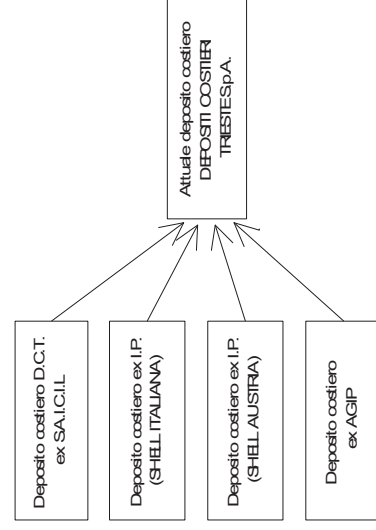 Deposito costiero D.C.T.
ex SA.I.C.I.L
Deposito costiero ex I.P.
(SHELL ITALIANA)
Deposito costiero ex I.P.
(SHELL AUSTRIA)
Deposito costiero
ex AGIP
Attuale deposito costiero
DEPOSITI COSTIERI
TRIESTE S.p.A.